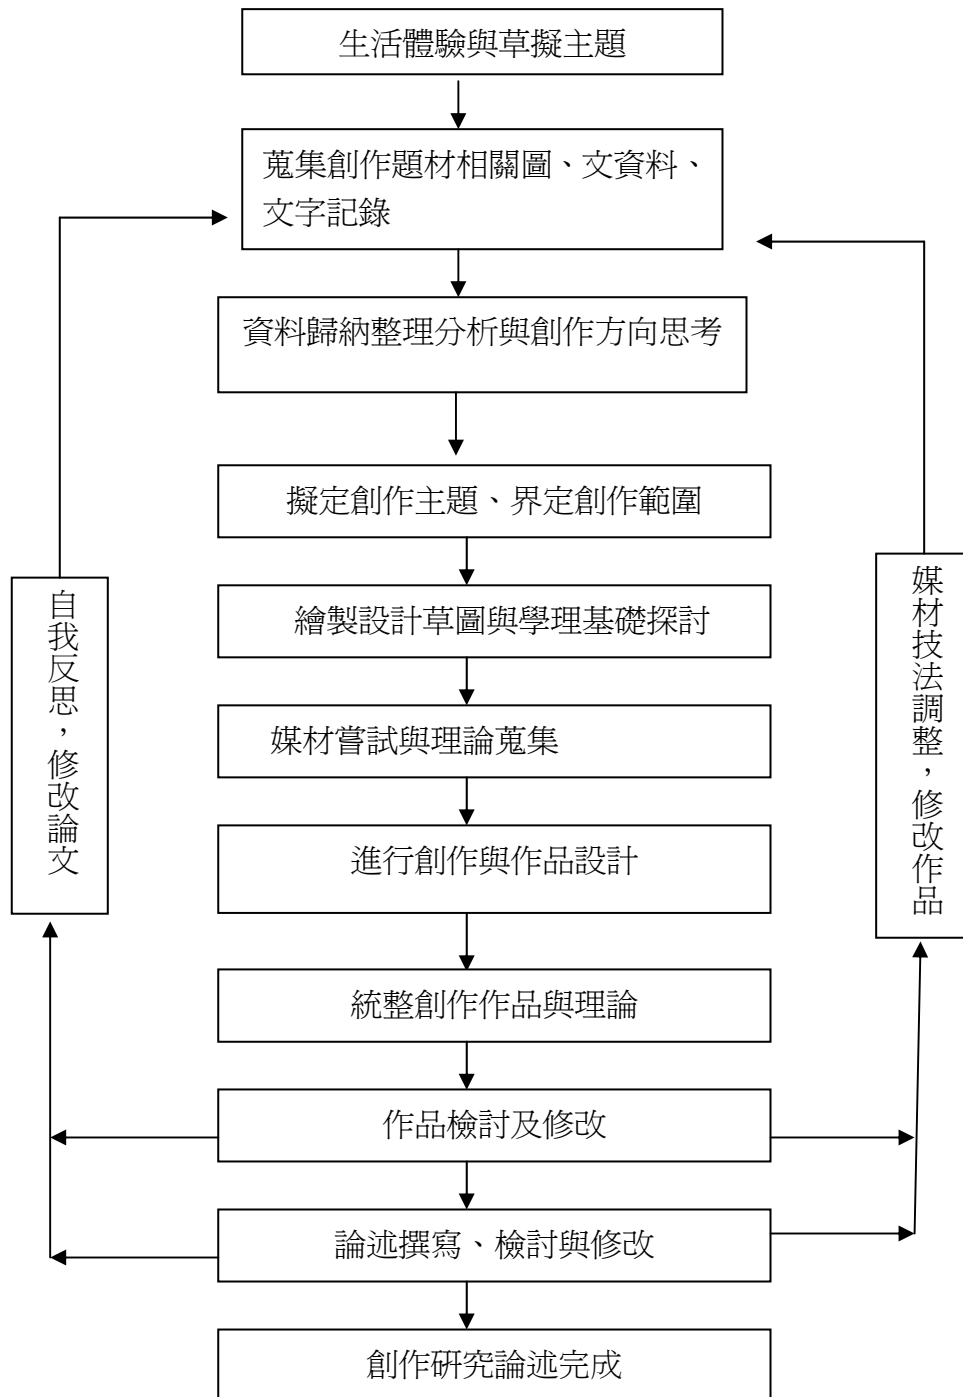 生活體驗與草擬主題
蒐集創作題材相關圖、文資料、
文字記錄
資料歸納整理分析與創作方向思考
擬定創作主題、界定創作範圍
繪製設計草圖與學理基礎探討
媒材嘗試與理論蒐集
進行創作與作品設計
統整創作作品與理論
作品檢討及修改
論述撰寫、檢討與修改
創作研究論述完成
自我反思，修改論文
媒材技法調整，修改作品